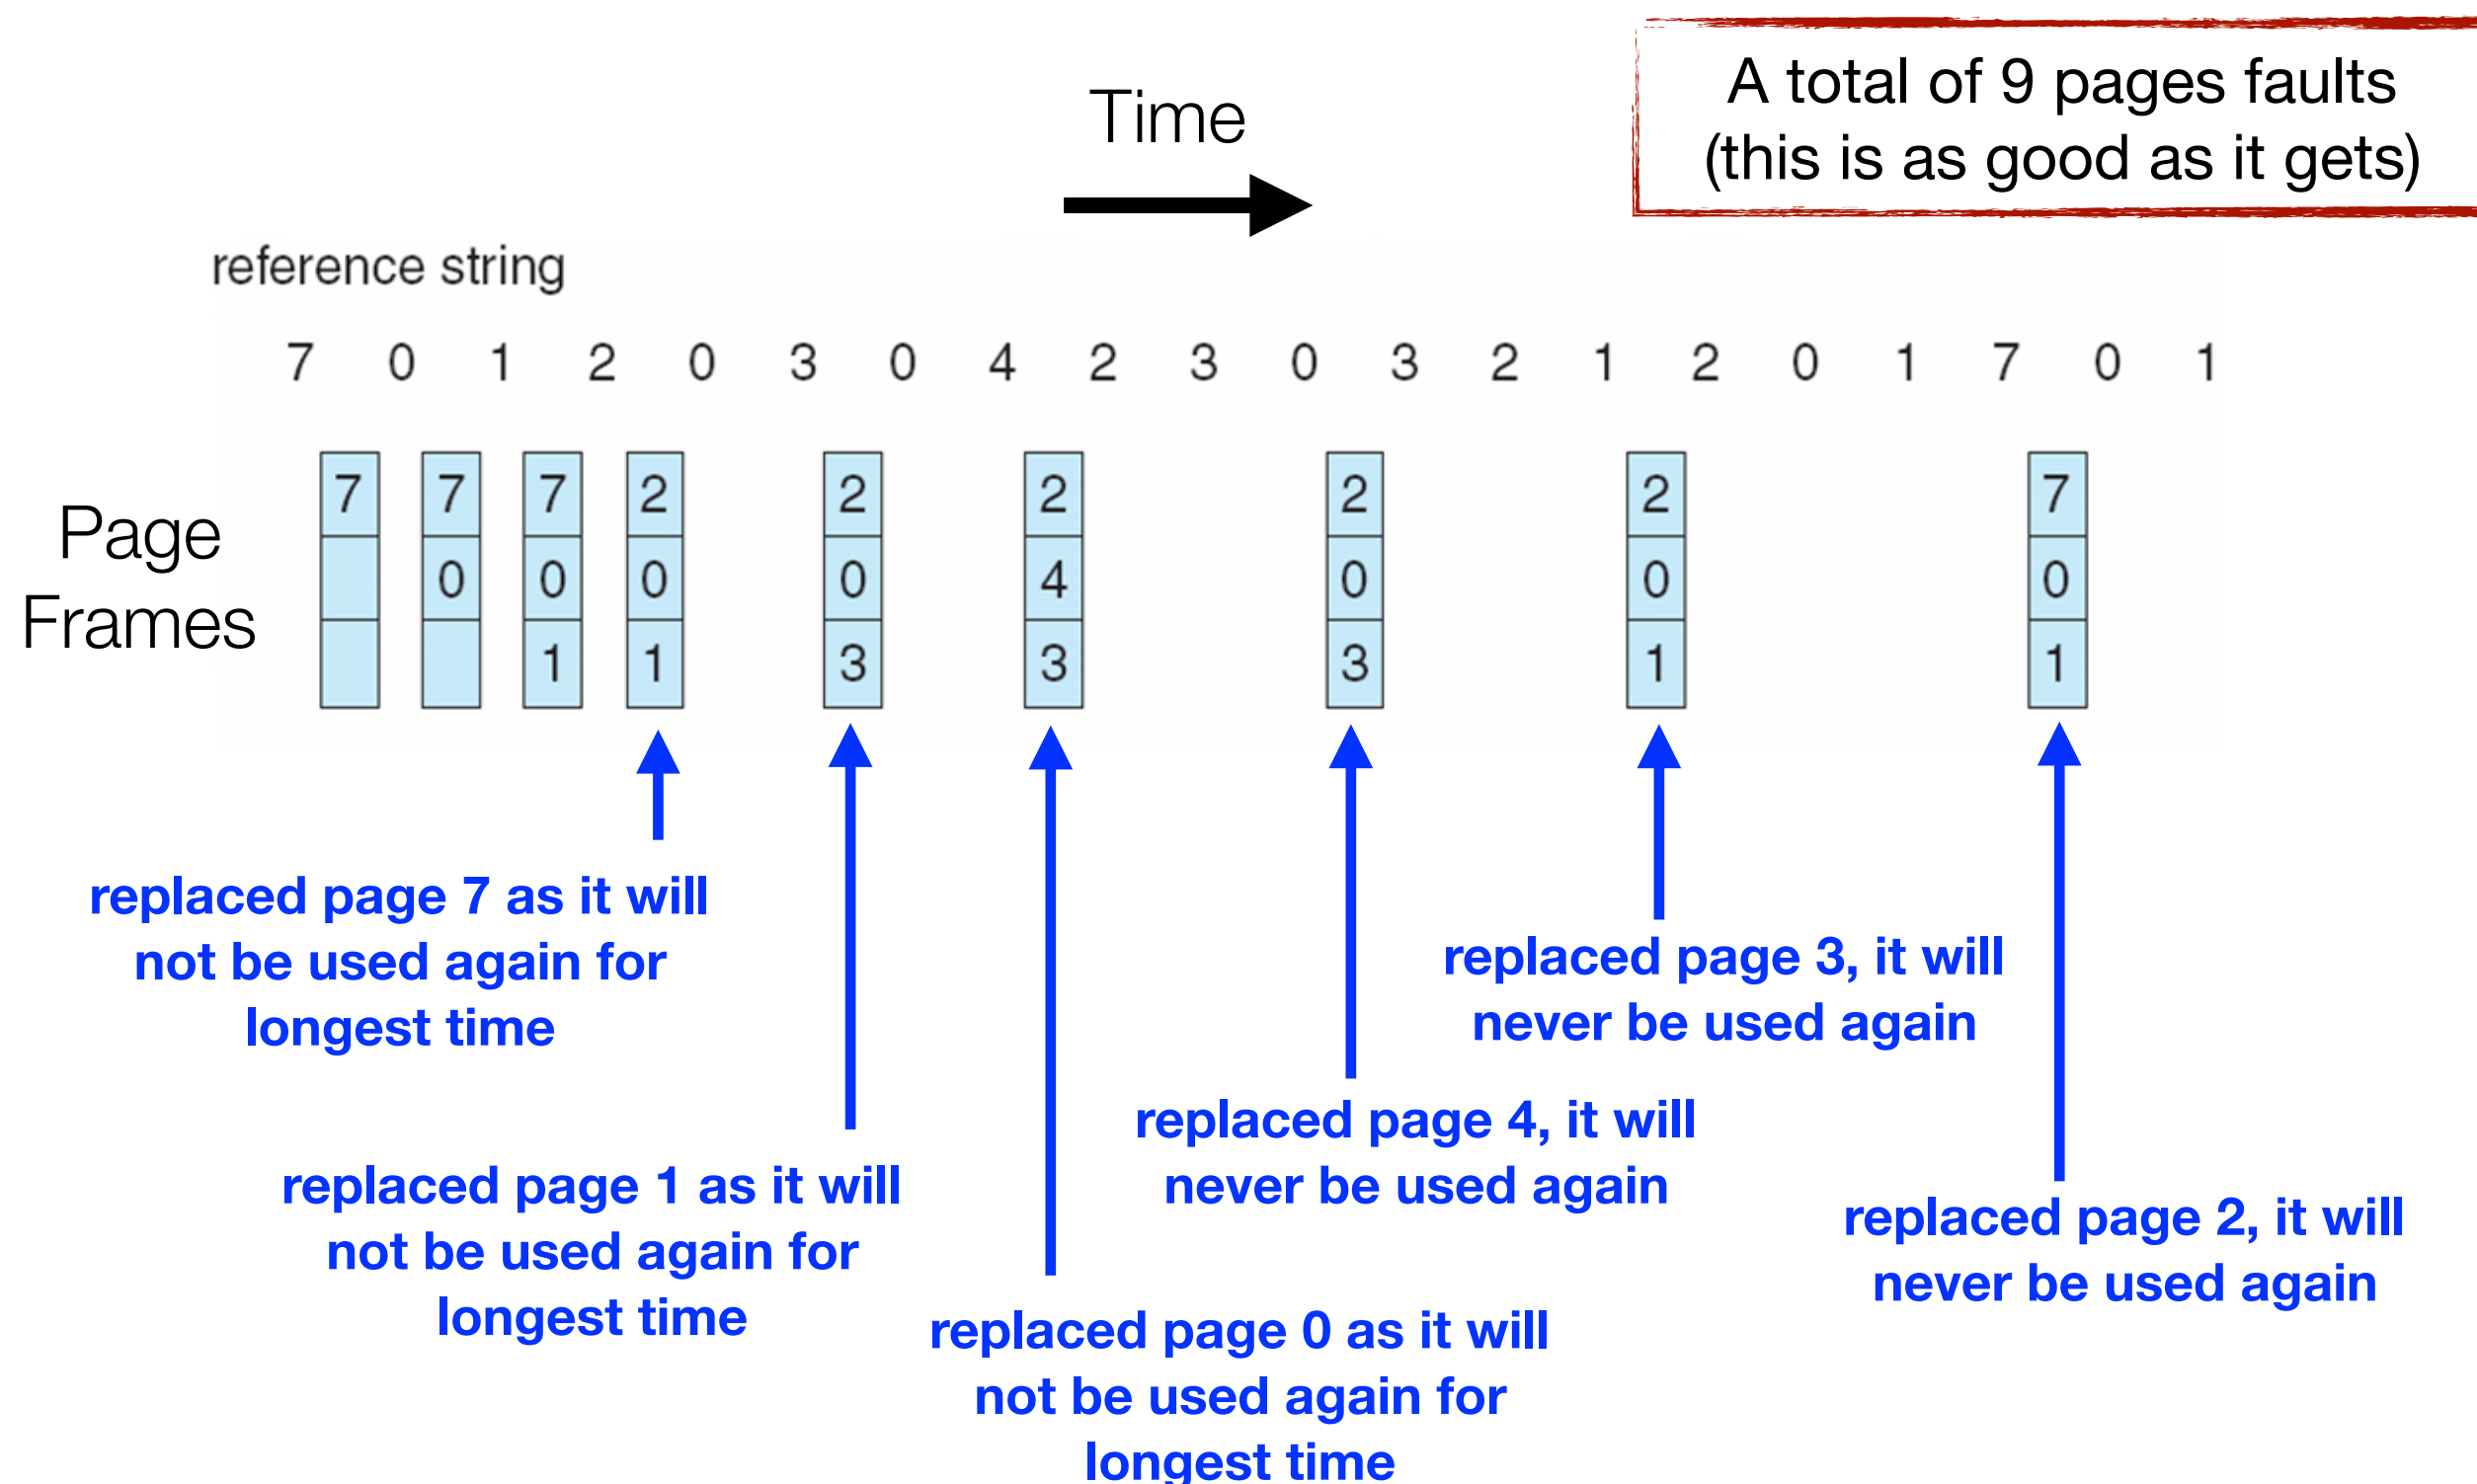 A total of 9 pages faults
(this is as good as it gets)
Time
reference string
7 0 1 2 0 3 0 4 2 3 0 3 2 1 2 0 1 7 0 1
Page
Frames
7 7 7 2 2 2 2 2 7
0 0 0 0 4 0 0 0
1 1 3 3 3 1 1
replaced page 7 as it will
not be used again for
longest time
replaced page 1 as it will
not be used again for
longest time
replaced page 0 as it will
not be used again for
longest time
replaced page 4, it will
never be used again
replaced page 3, it will
never be used again
replaced page 2, it will
never be used again